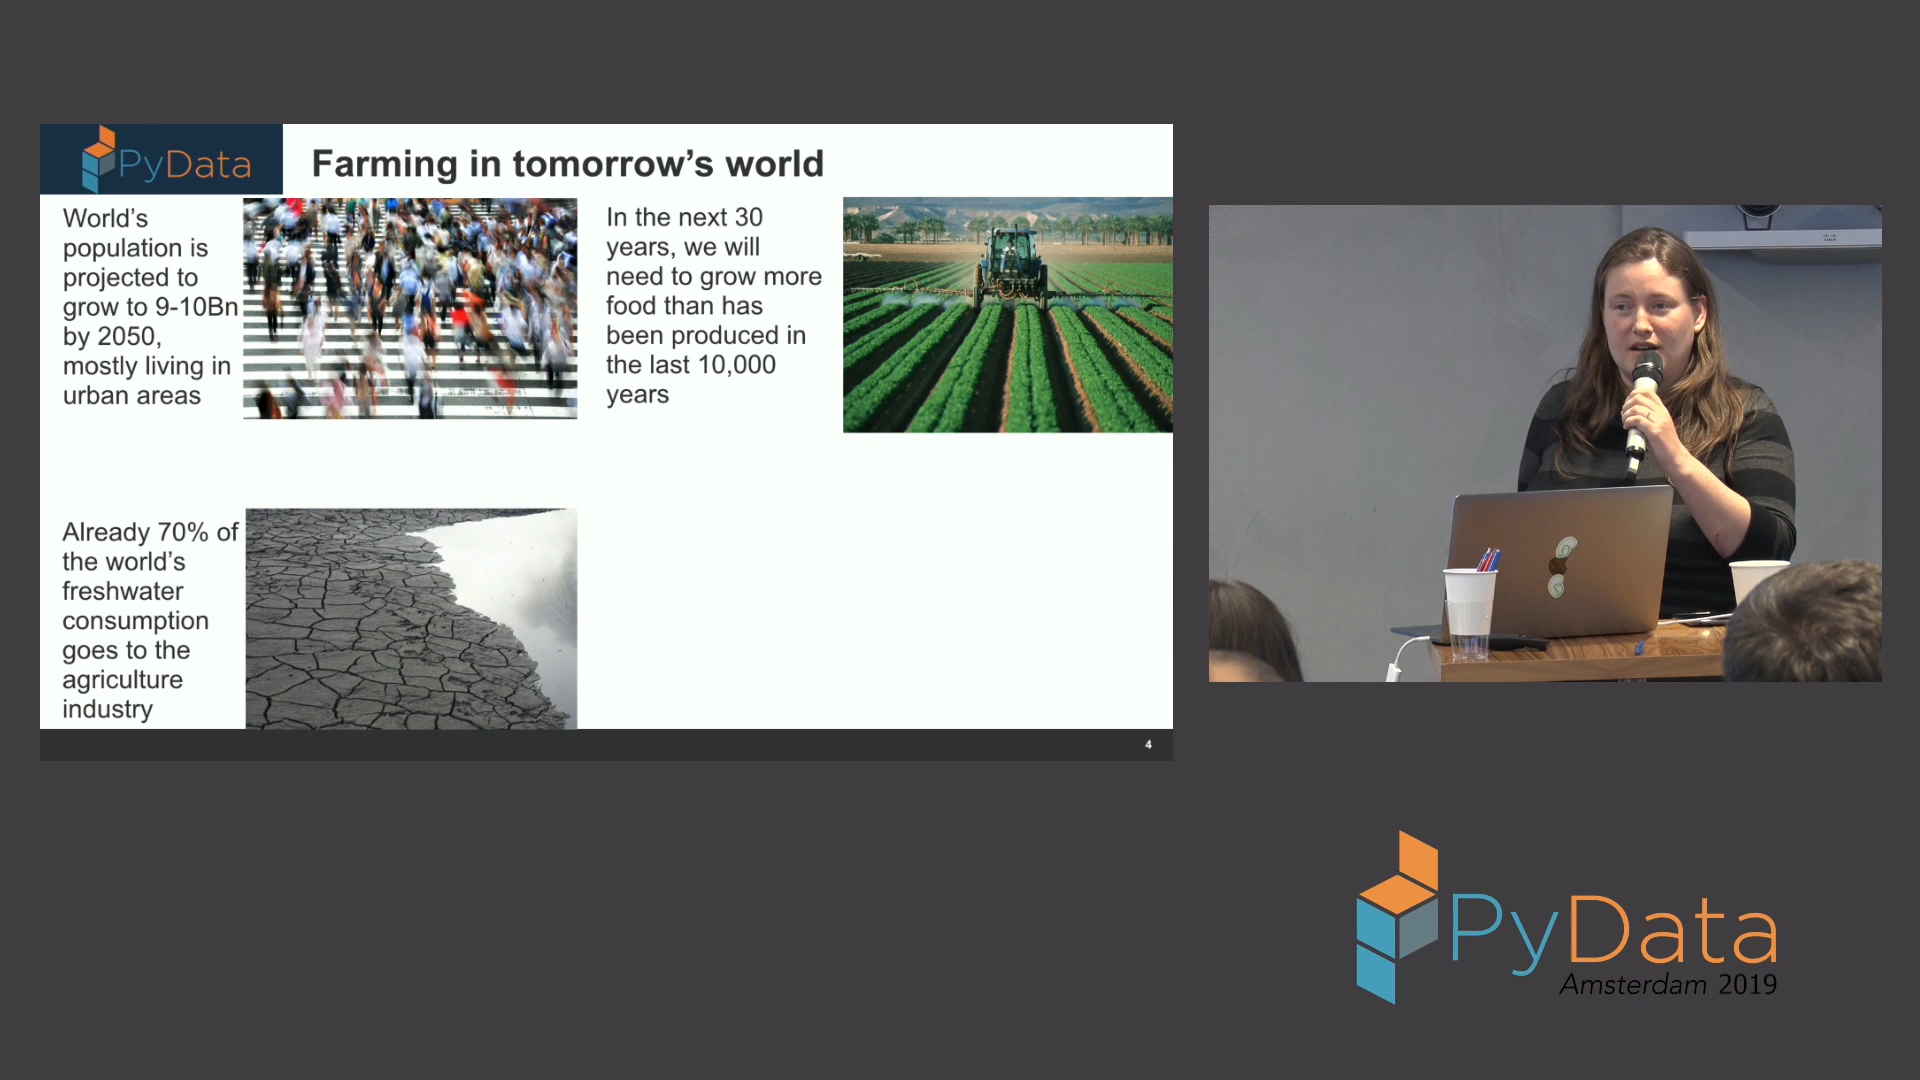 PyData
Farming in tomorrow's world
World's
population is
projected to
grow to 9-10Bn
by 2050,
mostly living in
urban areas
In the next 30
years, we will
need to grow more
food than has
been produced in
the last 10,000
years
Already 70% of
the world's
freshwater
consumption
goes to the
agriculture
industry
4
PyData
Amsterdam 2019